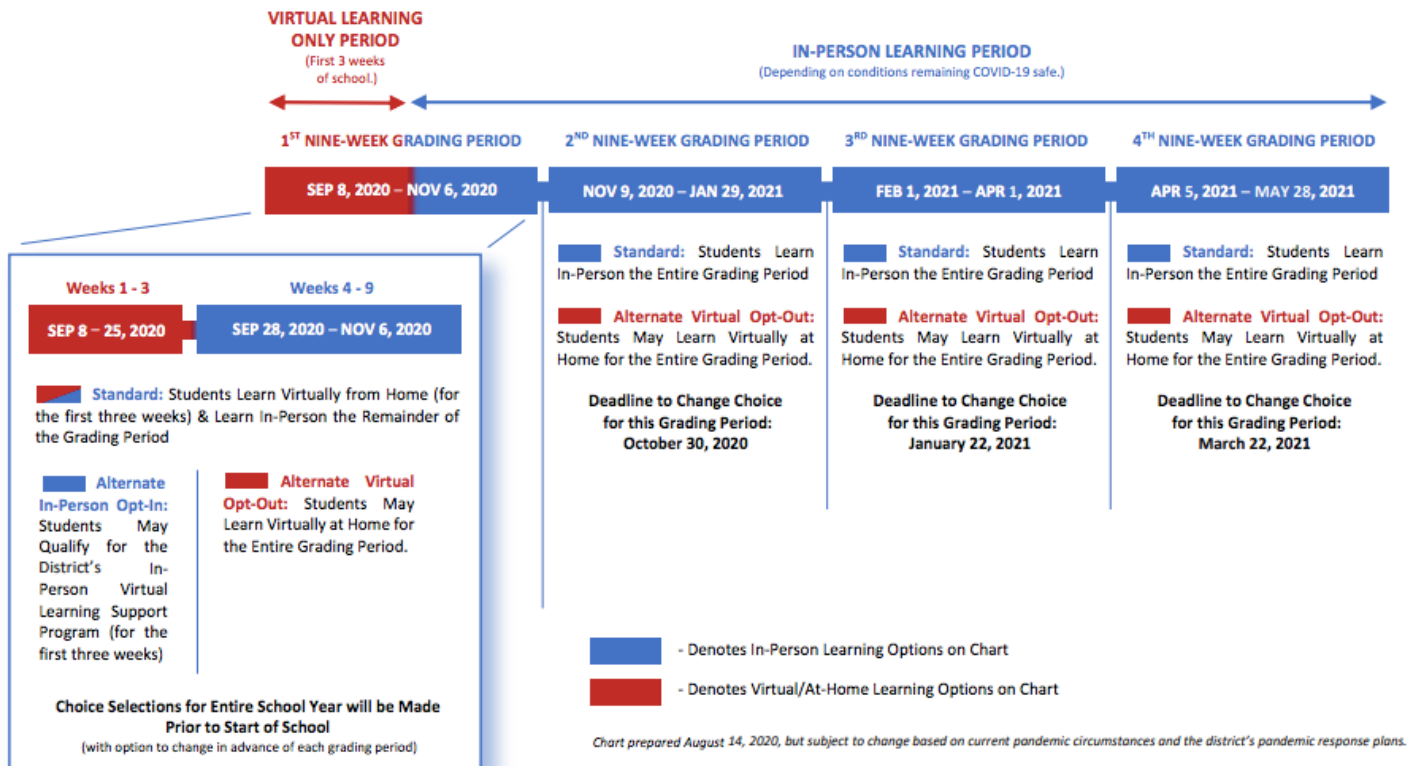 VIRTUAL LEARNING
ONLY PERIOD
(First 3 weeks
of school.)
IN-PERSON LEARNING PERIOD
(Depending on conditions remaining COVID-19 safe.)
1ST NINE-WEEK GRADING PERIOD
2ND NINE-WEEK GRADING PERIOD
3RD NINE-WEEK GRADING PERIOD
4TH NINE-WEEK GRADING PERIOD
SEP 8, 2020 – NOV 6, 2020
NOV 9, 2020 – JAN 29, 2021
FEB 1, 2021 – APR 1, 2021
APR 5, 2021 – MAY 28, 2021
Weeks 1 - 3
Weeks 4 - 9
SEP 8 – 25, 2020
SEP 28, 2020 – NOV 6, 2020
Standard: Students Learn Virtually from Home (for
the first three weeks) & Learn In-Person the Remainder of
the Grading Period
Alternate
In-Person Opt-In:
Students May
Qualify for the
District's In-
Person Virtual
Learning Support
Program (for the
first three weeks)
Alternate Virtual
Opt-Out: Students May
Learn Virtually at Home for
the Entire Grading Period.
Choice Selections for Entire School Year will be Made
Prior to Start of School
(with option to change in advance of each grading period)
Standard: Students Learn
In-Person the Entire Grading Period
Alternate Virtual Opt-Out:
Students May Learn Virtually at
Home for the Entire Grading Period.
Deadline to Change Choice
for this Grading Period:
October 30, 2020
Standard: Students Learn
In-Person the Entire Grading Period
Alternate Virtual Opt-Out:
Students May Learn Virtually at
Home for the Entire Grading Period.
Deadline to Change Choice
for this Grading Period:
January 22, 2021
Standard: Students Learn
In-Person the Entire Grading Period
Alternate Virtual Opt-Out:
Students May Learn Virtually at
Home for the Entire Grading Period.
Deadline to Change Choice
for this Grading Period:
March 22, 2021
- Denotes In-Person Learning Options on Chart
- Denotes Virtual/At-Home Learning Options on Chart
Chart prepared August 14, 2020, but subject to change based on current pandemic circumstances and the district's pandemic response plans.